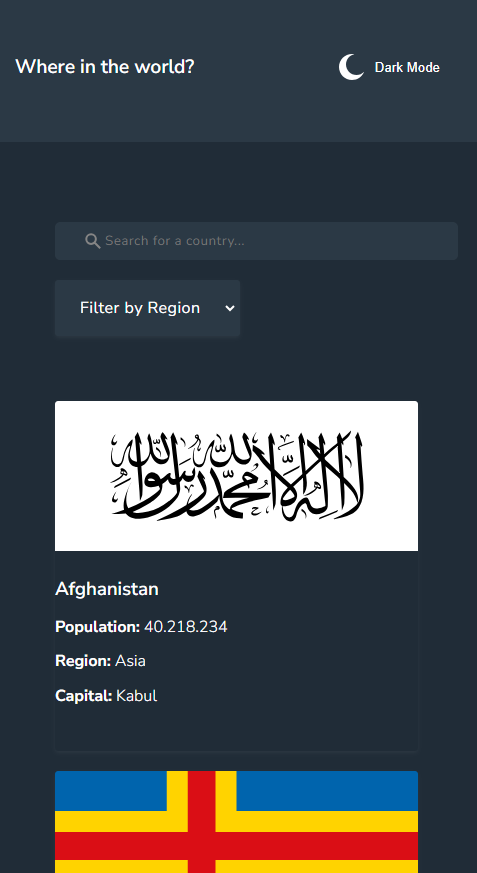 Where in the world?
Dark Mode
Search for a country...
Filter by Region
لا إله إلا الله محمد رسول الله
Afghanistan
Population: 40.218.234
Region: Asia
Capital: Kabul